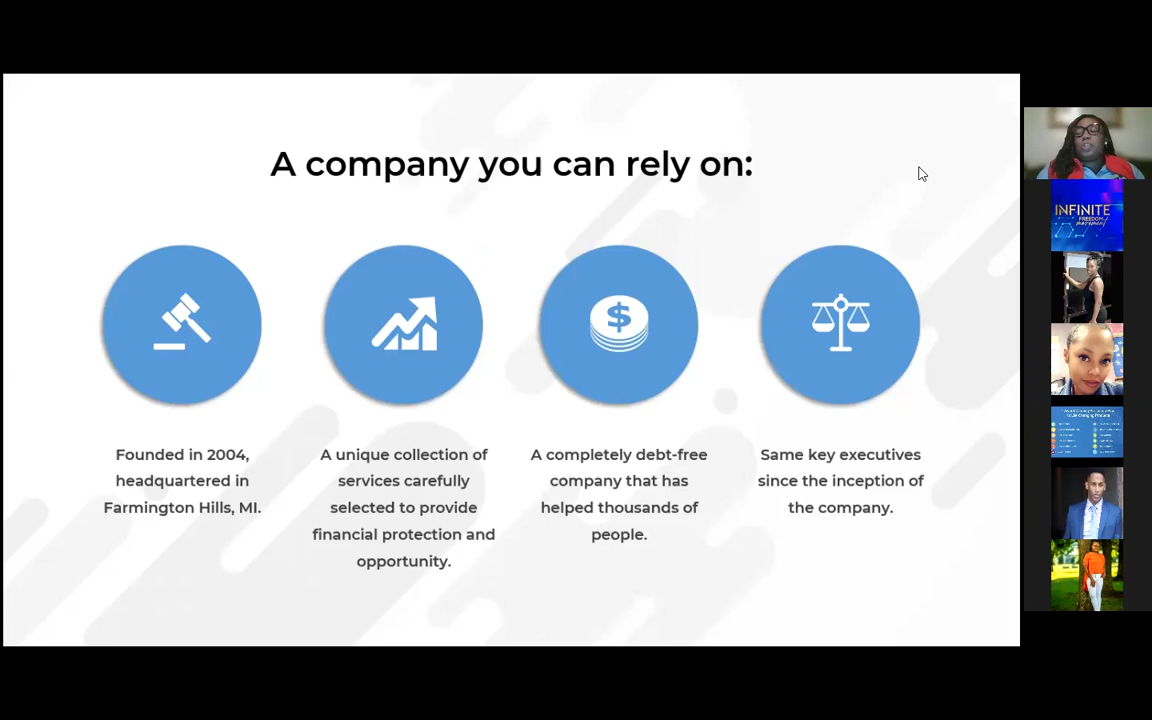 A company you can rely on:
Founded in 2004,
headquartered in
Farmington Hills, MI.
A unique collection of
services carefully
selected to provide
financial protection and
opportunity.
A completely debt-free
company that has
helped thousands of
people.
Same key executives
since the inception of
the company.
$
INFINITE
FREEDOM